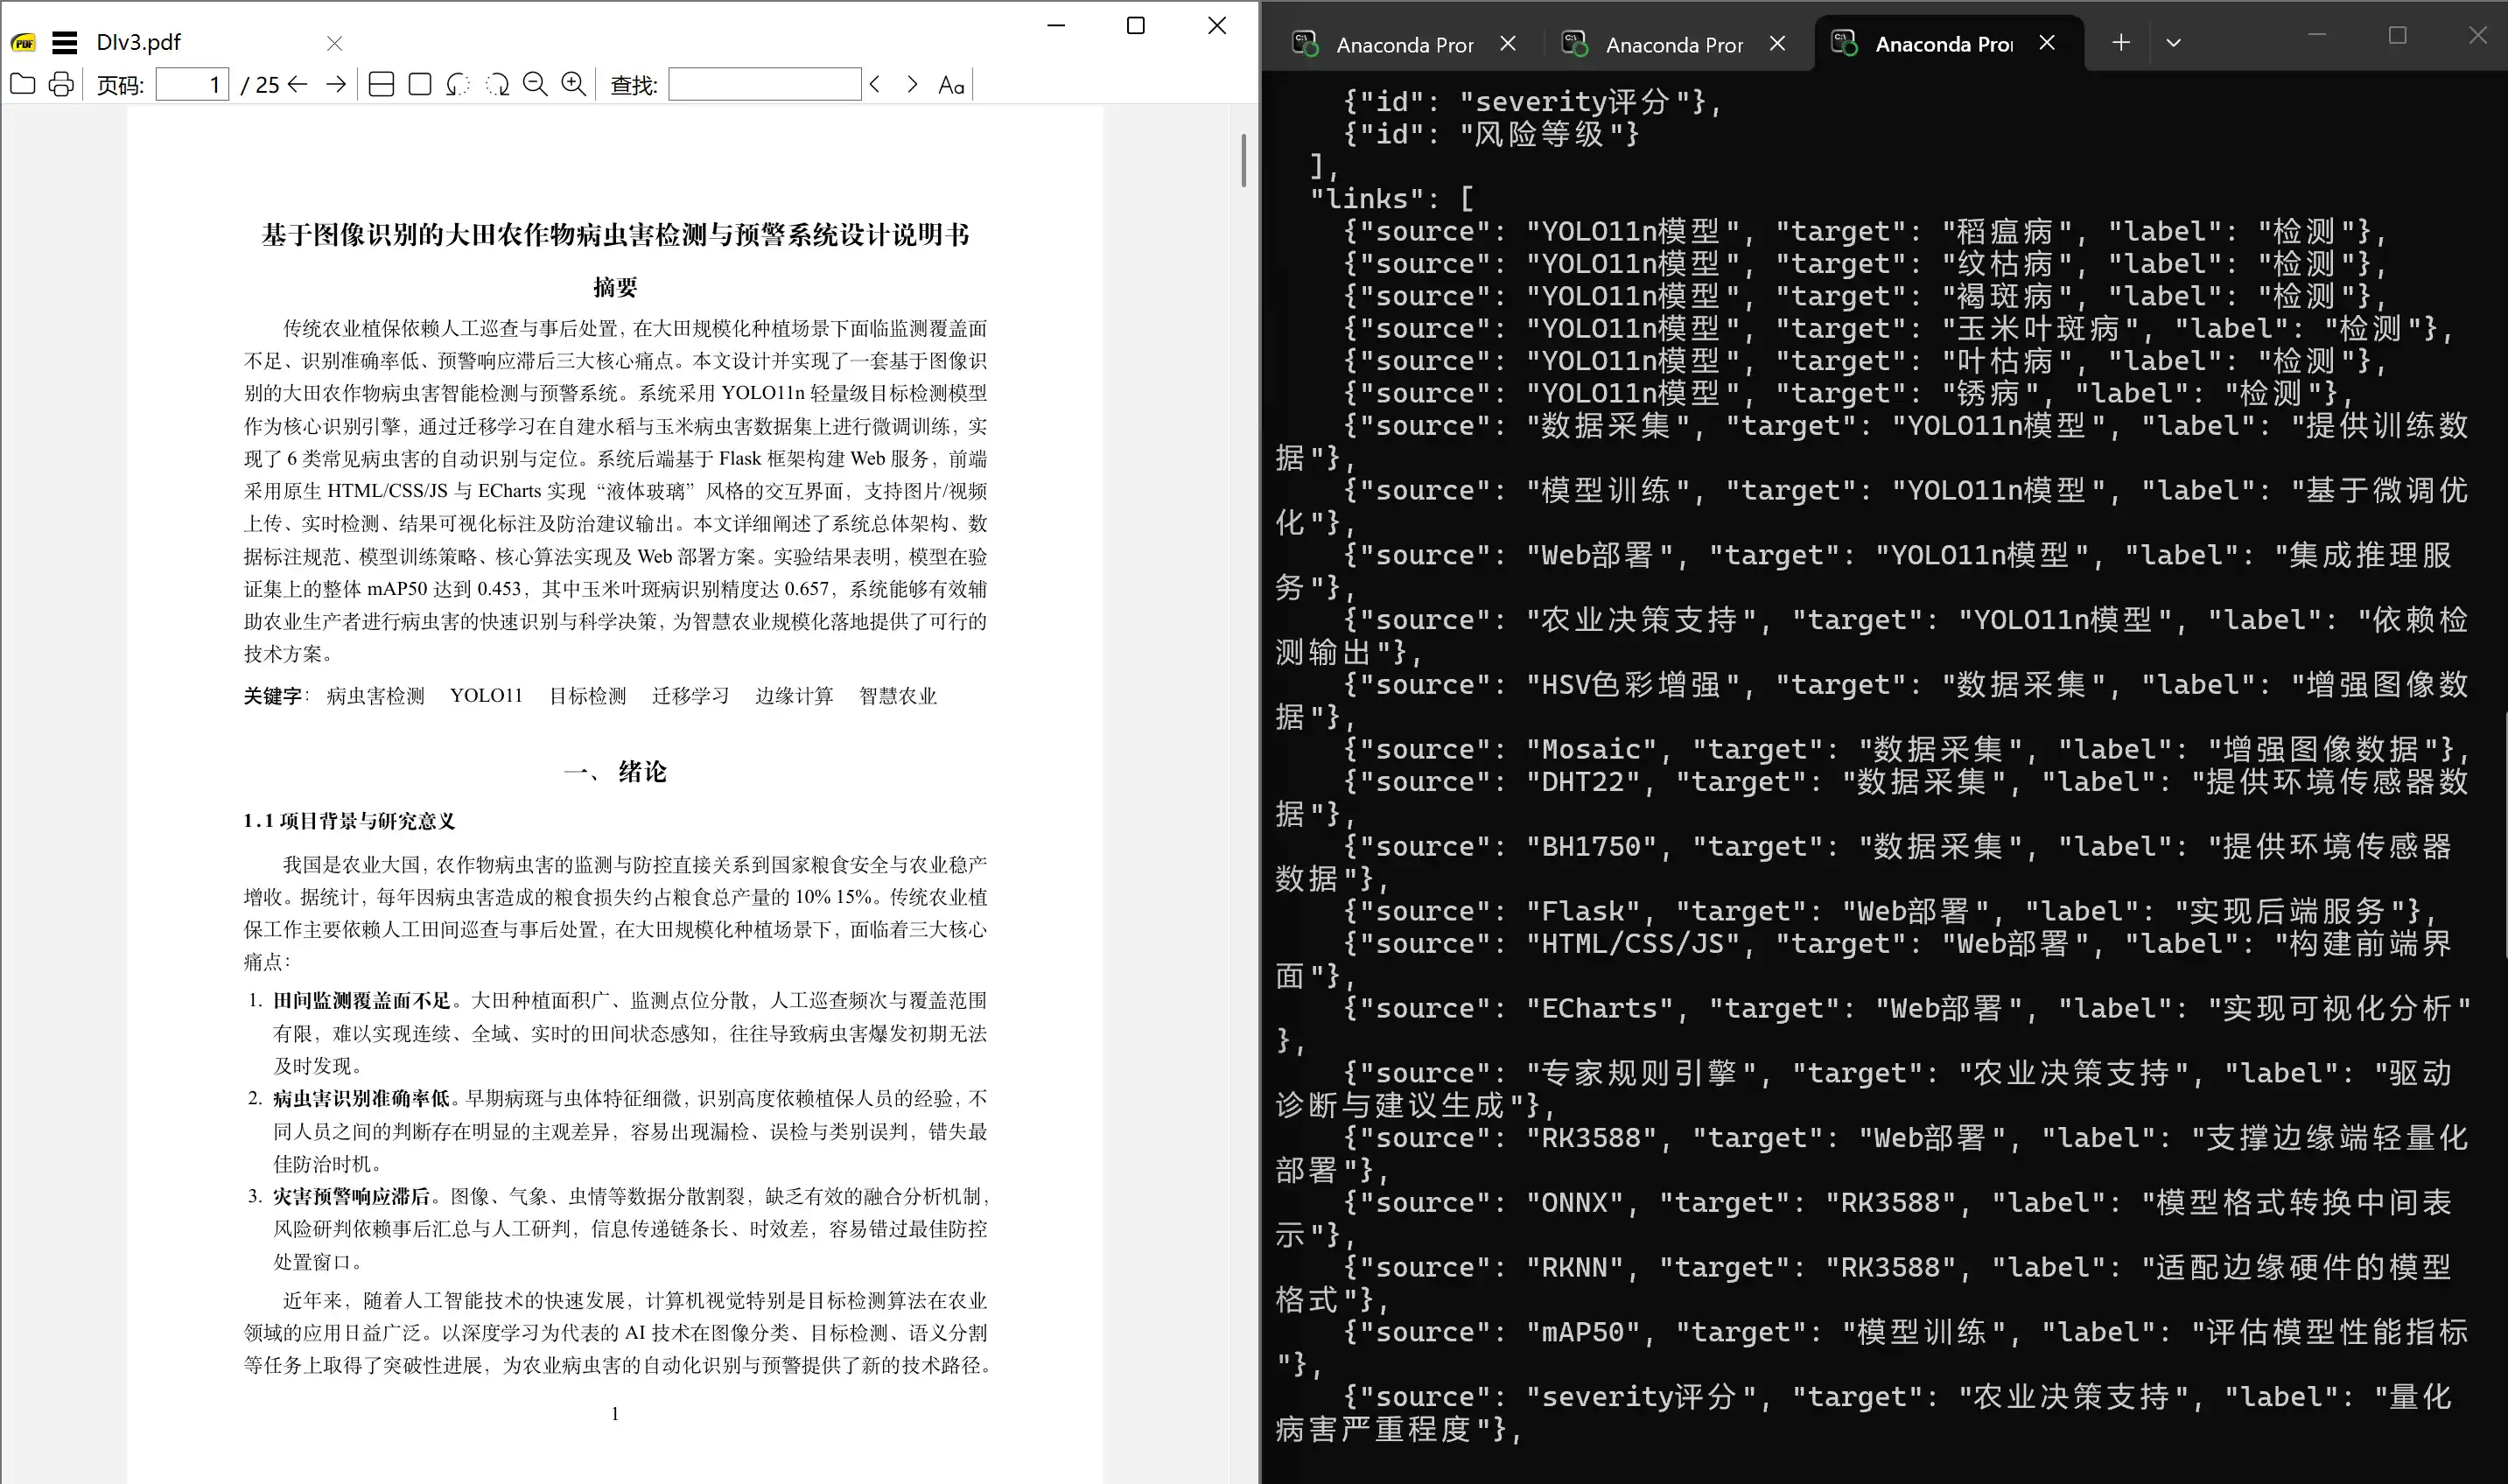 DIv3.pdf
页码: 1 / 25 查找: Aa
基于图像识别的大田农作物病虫害检测与预警系统设计说明书
摘要
传统农业植保依赖人工巡查与事后处置，在大田规模化种植场景下面临监测覆盖面
不足、识别准确率低、预警响应滞后三大核心痛点。本文设计并实现了一套基于图像识
别的大田农作物病虫害智能检测与预警系统。系统采用 YOLO11n 轻量级目标检测模型
作为核心识别引擎，通过迁移学习在自建水稻与玉米病虫害数据集上进行微调训练，实
现了 6 类常见病虫害的自动识别与定位。系统后端基于 Flask 框架构建 Web 服务，前端
采用原生 HTML/CSS/JS 与 ECharts 实现“液体玻璃”风格的交互界面，支持图片/视频
上传、实时检测、结果可视化标注及防治建议输出。本文详细阐述了系统总体架构、数
据标注规范、模型训练策略、核心算法实现及 Web 部署方案。实验结果表明，模型在验
证集上的整体 mAP50 达到 0.453，其中玉米叶斑病识别精度达 0.657，系统能够有效辅
助农业生产者进行病虫害的快速识别与科学决策，为智慧农业规模化落地提供了可行的
技术方案。
关键字： 病虫害检测 YOLO11 目标检测 迁移学习 边缘计算 智慧农业
一、 绪论
1.1 项目背景与研究意义
我国是农业大国，农作物病虫害的监测与防控直接关系到国家粮食安全与农业稳产
增收。据统计，每年因病虫害造成的粮食损失约占粮食总产量的 10% 15%。传统农业植
保工作主要依赖人工田间巡查与事后处置，在大田规模化种植场景下，面临着三大核心
痛点：
1. 田间监测覆盖面不足。大田种植面积广、监测点位分散，人工巡查频次与覆盖范围
有限，难以实现连续、全域、实时的田间状态感知，往往导致病虫害爆发初期无法
及时发现。
2. 病虫害识别准确率低。早期病斑与虫体特征细微，识别高度依赖植保人员的经验，不
同人员之间的判断存在明显的主观差异，容易出现漏检、误检与类别误判，错失最
佳防治时机。
3. 灾害预警响应滞后。图像、气象、虫情等数据分散割裂，缺乏有效的融合分析机制，
风险研判依赖事后汇总与人工研判，信息传递链条长、时效差，容易错过最佳防控
处置窗口。
近年来，随着人工智能技术的快速发展，计算机视觉特别是目标检测算法在农业
领域的应用日益广泛。以深度学习为代表的 AI 技术在图像分类、目标检测、语义分割
等任务上取得了突破性进展，为农业病虫害的自动化识别与预警提供了新的技术路径。
1
Anaconda Pror Anaconda Pror Anaconda Pror
{"id": "severity评分"},
{"id": "风险等级"}
],
"links": [
{"source": "YOLO11n模型", "target": "稻瘟病", "label": "检测"},
{"source": "YOLO11n模型", "target": "纹枯病", "label": "检测"},
{"source": "YOLO11n模型", "target": "褐斑病", "label": "检测"},
{"source": "YOLO11n模型", "target": "玉米叶斑病", "label": "检测"},
{"source": "YOLO11n模型", "target": "叶枯病", "label": "检测"},
{"source": "YOLO11n模型", "target": "锈病", "label": "检测"},
{"source": "数据采集", "target": "YOLO11n模型", "label": "提供训练数
据"},
{"source": "模型训练", "target": "YOLO11n模型", "label": "基于微调优
化"},
{"source": "Web部署", "target": "YOLO11n模型", "label": "集成推理服
务"},
{"source": "农业决策支持", "target": "YOLO11n模型", "label": "依赖检
测输出"},
{"source": "HSV色彩增强", "target": "数据采集", "label": "增强图像数
据"},
{"source": "Mosaic", "target": "数据采集", "label": "增强图像数据"},
{"source": "DHT22", "target": "数据采集", "label": "提供环境传感器数
据"},
{"source": "BH1750", "target": "数据采集", "label": "提供环境传感器
数据"},
{"source": "Flask", "target": "Web部署", "label": "实现后端服务"},
{"source": "HTML/CSS/JS", "target": "Web部署", "label": "构建前端界
面"},
{"source": "ECharts", "target": "Web部署", "label": "实现可视化分析"
},
{"source": "专家规则引擎", "target": "农业决策支持", "label": "驱动
诊断与建议生成"},
{"source": "RK3588", "target": "Web部署", "label": "支撑边缘端轻量化
部署"},
{"source": "ONNX", "target": "RK3588", "label": "模型格式转换中间表
示"},
{"source": "RKNN", "target": "RK3588", "label": "适配边缘硬件的模型
格式"},
{"source": "mAP50", "target": "模型训练", "label": "评估模型性能指标
"},
{"source": "severity评分", "target": "农业决策支持", "label": "量化
病害严重程度"},